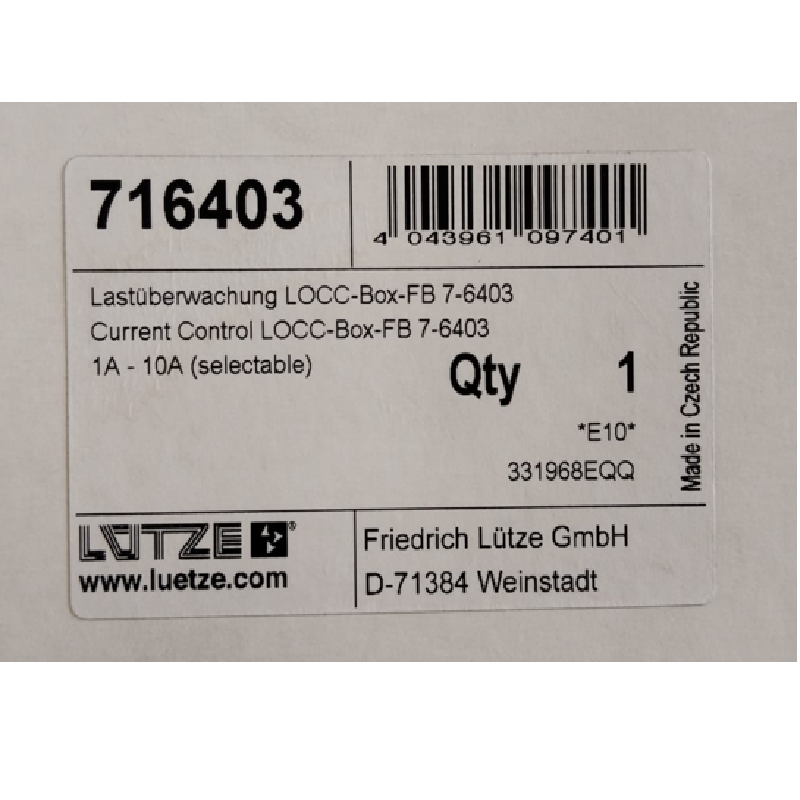 716403
4 043961 097401
Lastüberwachung LOCC-Box-FB 7-6403
Current Control LOCC-Box-FB 7-6403
1A - 10A (selectable)
Qty 1
*E10*
331968EQQ
Made in Czech Republic
LÜTZE ®
www.luetze.com
Friedrich Lütze GmbH
D-71384 Weinstadt